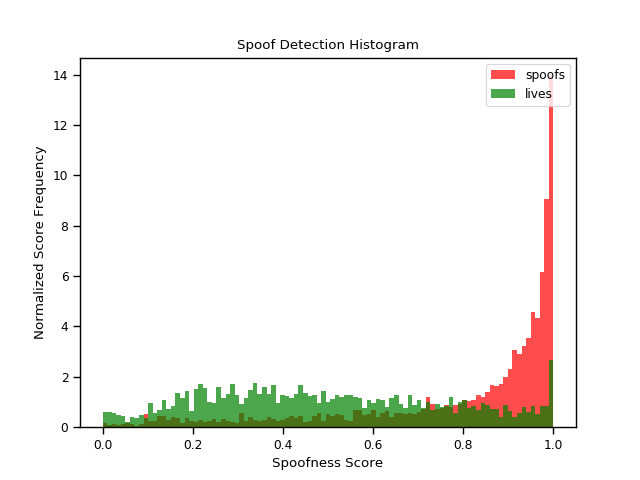 Spoof Detection Histogram
spoofs
lives
14
12
10
8
6
4
2
0
Normalized Score Frequency
0.0 0.2 0.4 0.6 0.8 1.0
Spoofness Score